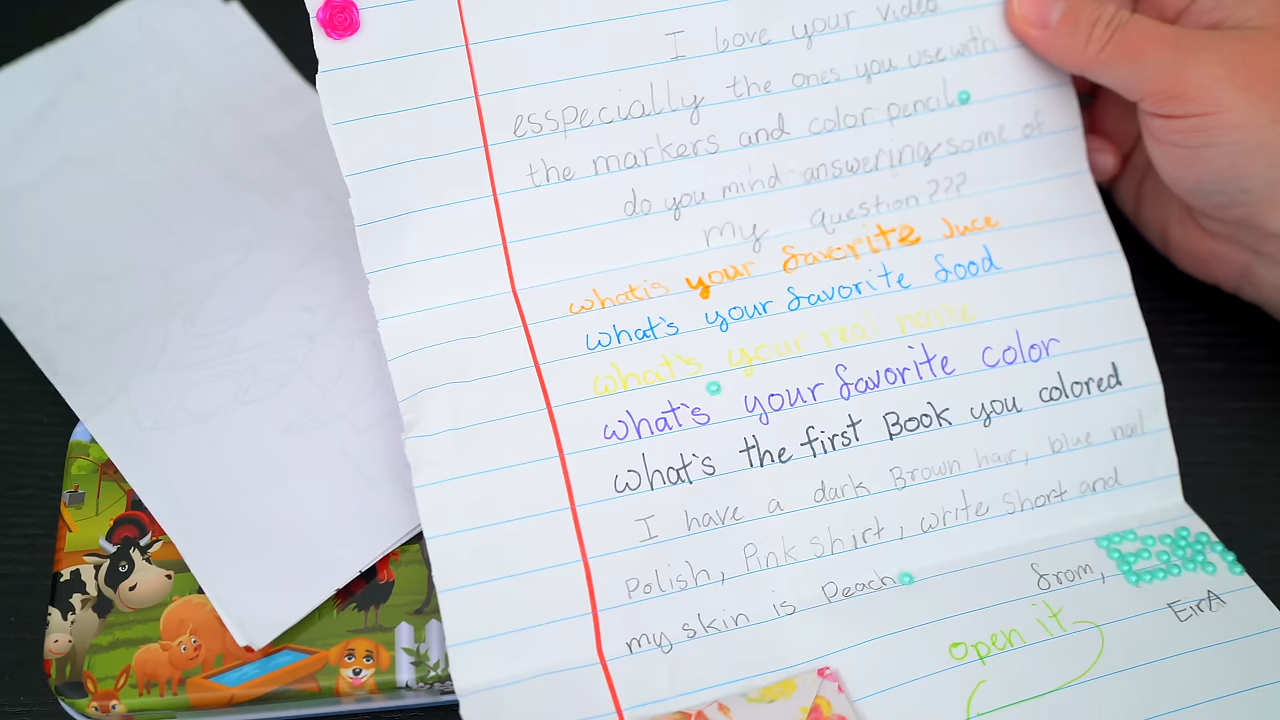 I love your video
esspecially the ones you use with
the markers and color pencil
do you mind answering some of
my question???
whatis your favorite Juce
what's your favorite food
what's your real name
what's your favorite color
what's the first Book you colored
I have a dark Brown hair, blue nail
Polish, Pink shirt, write short and
my skin is Peach
from,
EirA
open it